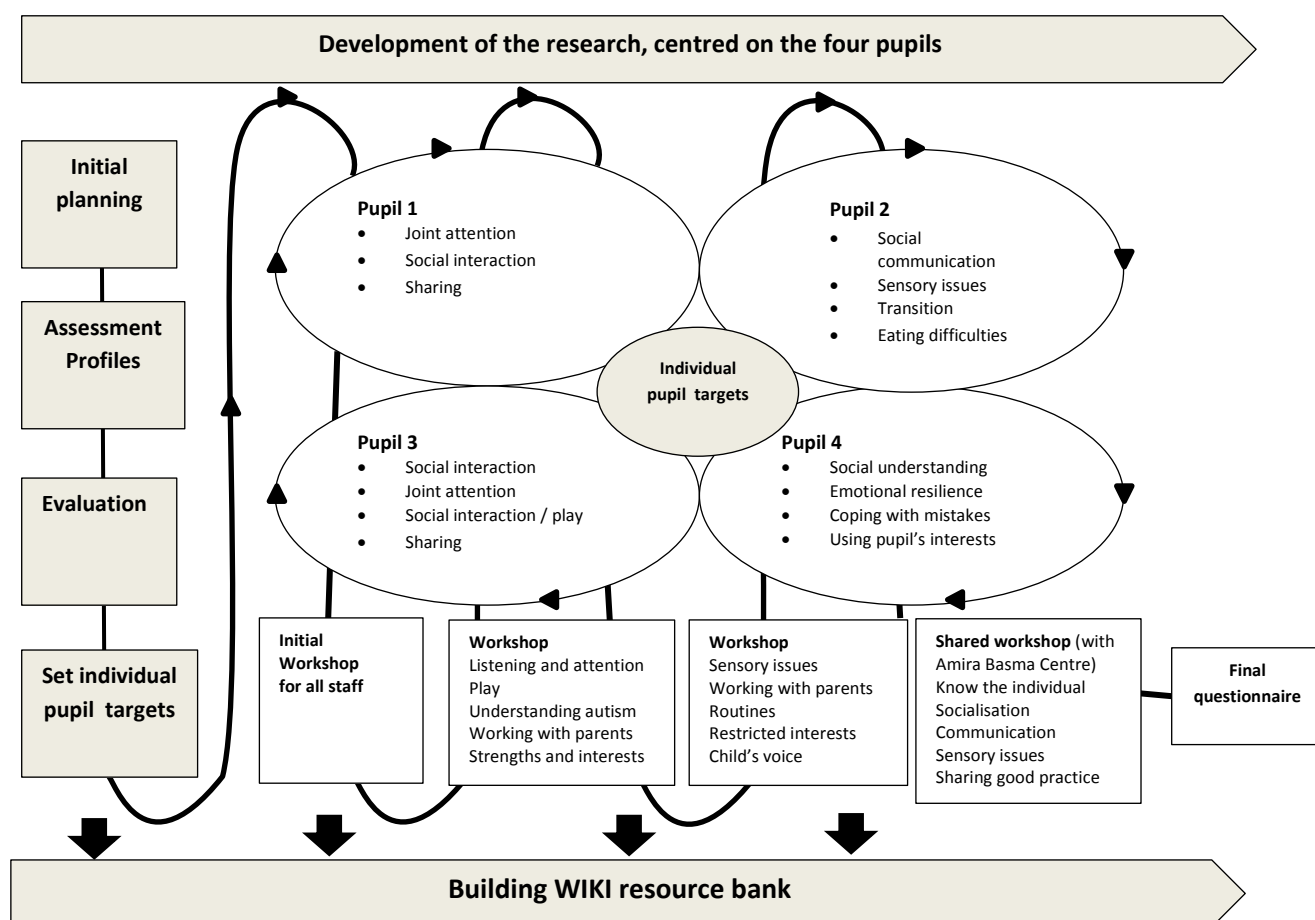 Development of the research, centred on the four pupils
Initial
planning
Assessment
Profiles
Evaluation
Set individual
pupil targets
Pupil 1
• Joint attention
• Social interaction
• Sharing
Pupil 2
• Social
communication
• Sensory issues
• Transition
• Eating difficulties
Individual
pupil targets
Pupil 3
• Social interaction
• Joint attention
• Social interaction / play
• Sharing
Pupil 4
• Social understanding
• Emotional resilience
• Coping with mistakes
• Using pupil's interests
Initial
Workshop
for all staff
Workshop
Listening and attention
Play
Understanding autism
Working with parents
Strengths and interests
Workshop
Sensory issues
Working with parents
Routines
Restricted interests
Child's voice
Shared workshop (with
Amira Basma Centre)
Know the individual
Socialisation
Communication
Sensory issues
Sharing good practice
Final
questionnaire
Building WIKI resource bank